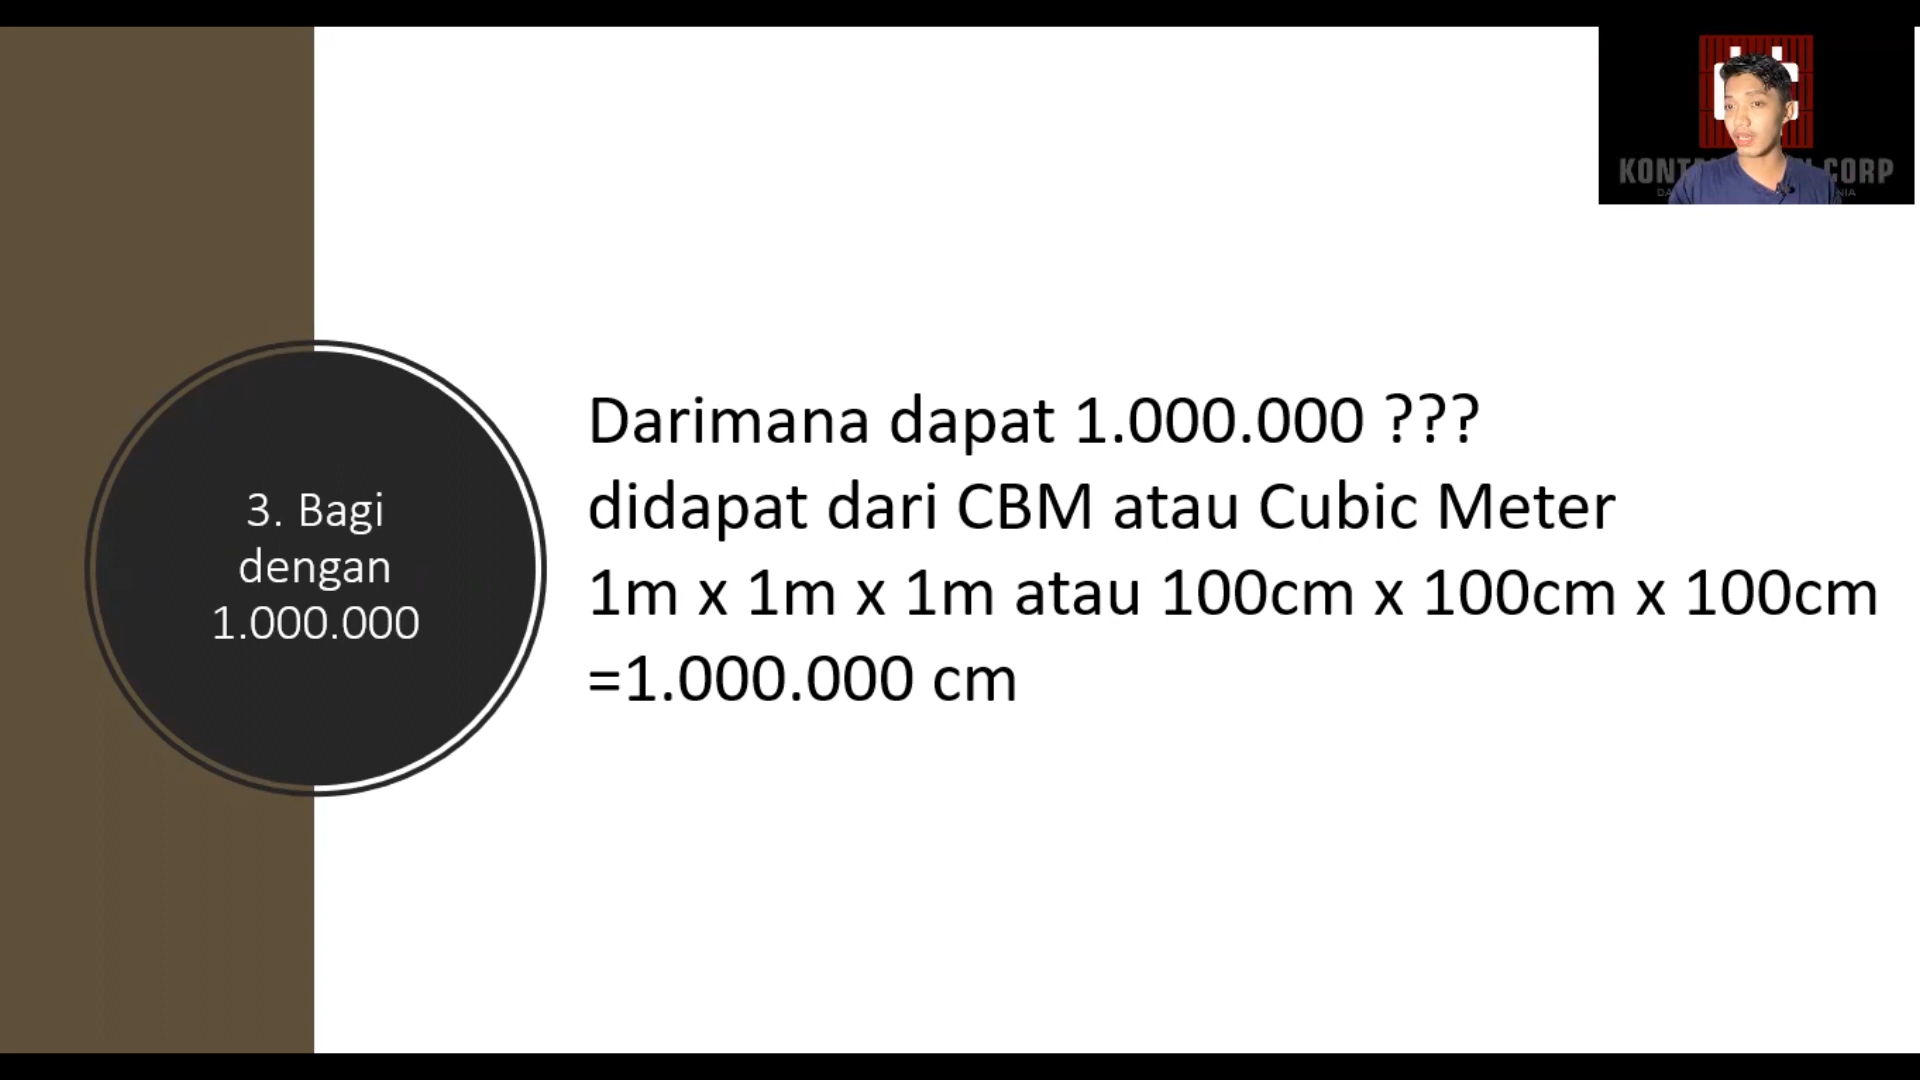 3. Bagi
dengan
1.000.000
Darimana dapat 1.000.000 ???
didapat dari CBM atau Cubic Meter
1m x 1m x 1m atau 100cm x 100cm x 100cm
=1.000.000 cm
CORP